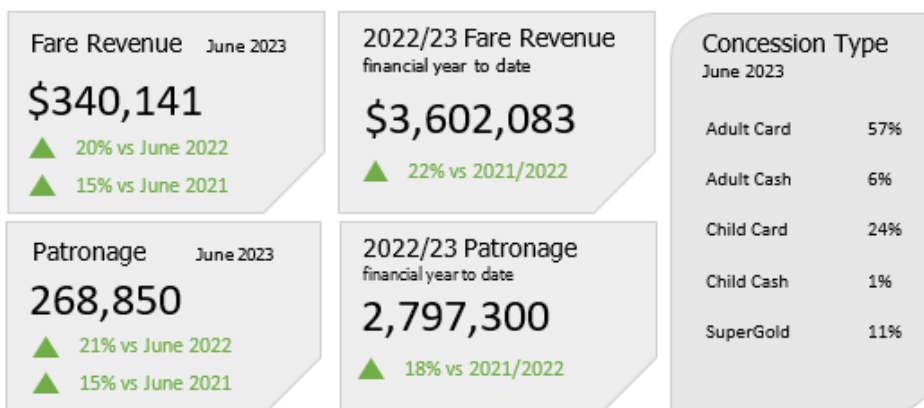 Fare Revenue June 2023
$340,141
20% vs June 2022
15% vs June 2021
2022/23 Fare Revenue
financial year to date
$3,602,083
22% vs 2021/2022
Patronage June 2023
268,850
21% vs June 2022
15% vs June 2021
2022/23 Patronage
financial year to date
2,797,300
18% vs 2021/2022
Concession Type
June 2023
Adult Card 57%
Adult Cash 6%
Child Card 24%
Child Cash 1%
SuperGold 11%